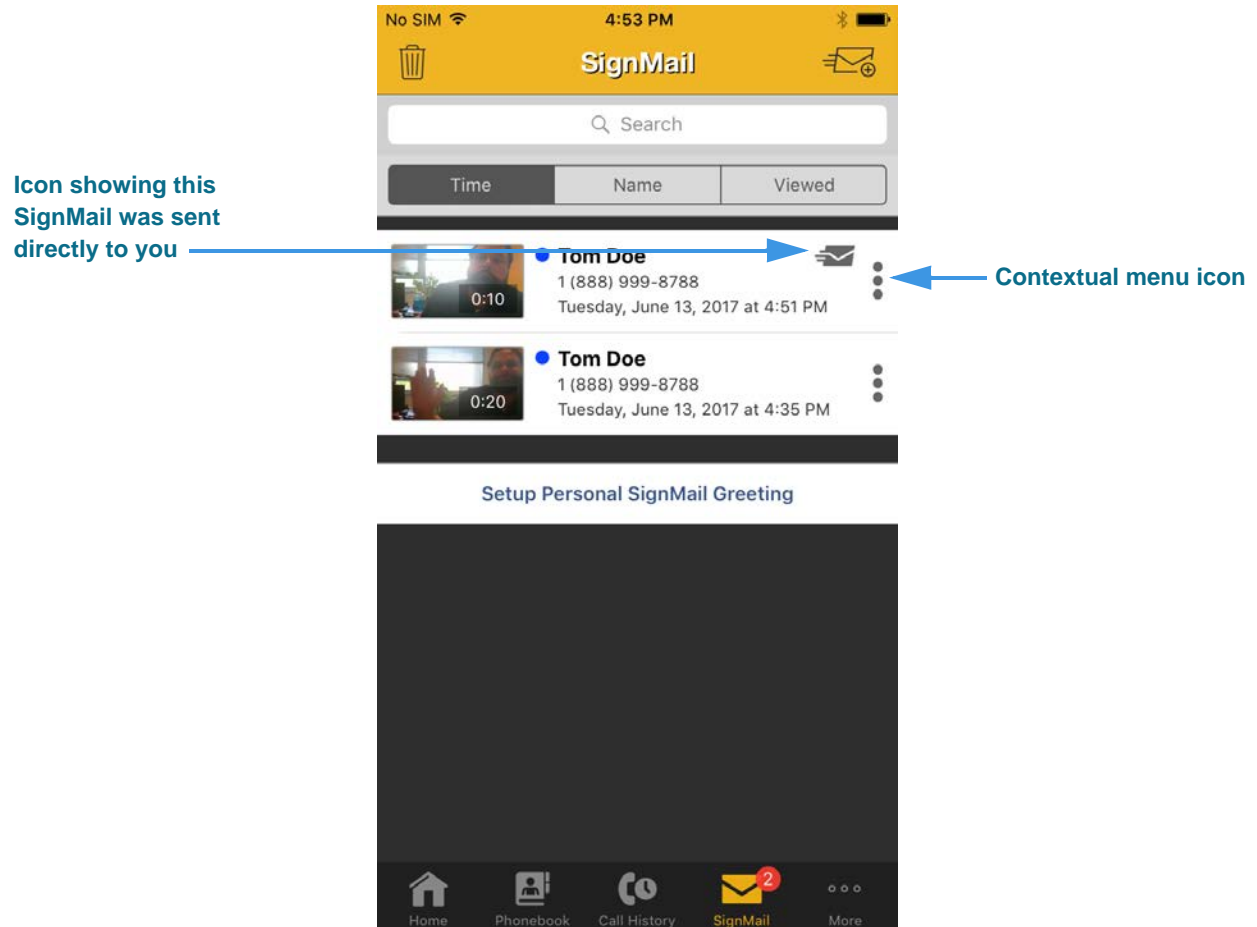 No SIM 4:53 PM
SignMail
Search
Time Name Viewed
Icon showing this
SignMail was sent
directly to you
Tom Doe
1 (888) 999-8788
Tuesday, June 13, 2017 at 4:51 PM
0:10
Contextual menu icon
Tom Doe
1 (888) 999-8788
Tuesday, June 13, 2017 at 4:35 PM
0:20
Setup Personal SignMail Greeting
2
Home Phonebook Call History SignMail More